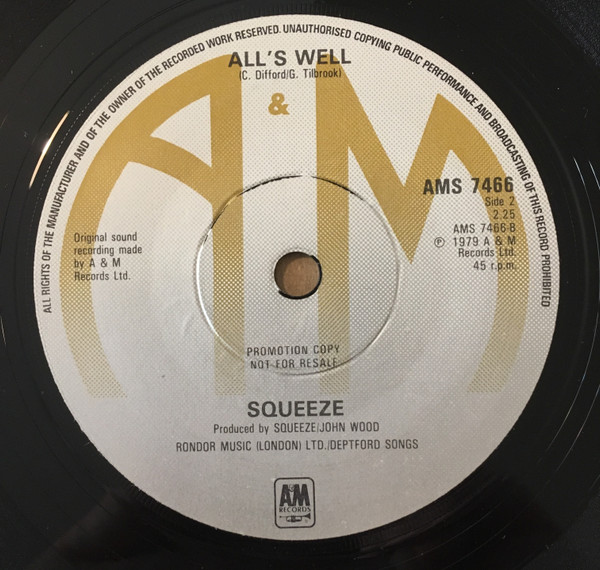 ALL RIGHTS OF THE MANUFACTURER AND OF THE OWNER OF THE RECORDED WORK RESERVED. UNAUTHORISED COPYING PUBLIC PERFORMANCE AND BROADCASTING OF THIS RECORD PROHIBITED
ALL'S WELL
(C. Difford/G. Tilbrook)
A & M
AMS 7466
Side 2
2.25
AMS 7466-B
℗ 1979 A & M
Records Ltd.
45 r.p.m.
Original sound
recording made
by A & M
Records Ltd.
PROMOTION COPY
NOT FOR RESALE
SQUEEZE
Produced by SQUEEZE/JOHN WOOD
RONDOR MUSIC (LONDON) LTD./DEPTFORD SONGS
A&M
RECORDS